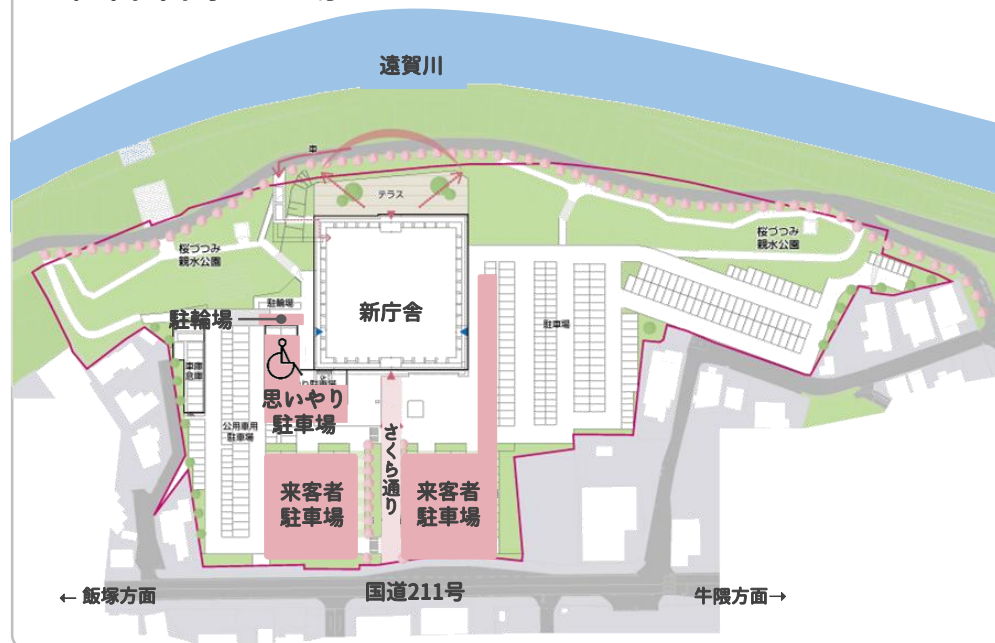 遠賀川
車
テラス
桜づつみ
親水公園
桜づつみ
親水公園
駐輪場
駐輪場
新庁舎
駐車場
車庫
倉庫
思いやり
駐車場
公用車用
駐車場
さくら通り
来客者
駐車場
来客者
駐車場
国道211号
← 飯塚方面
牛隈方面→